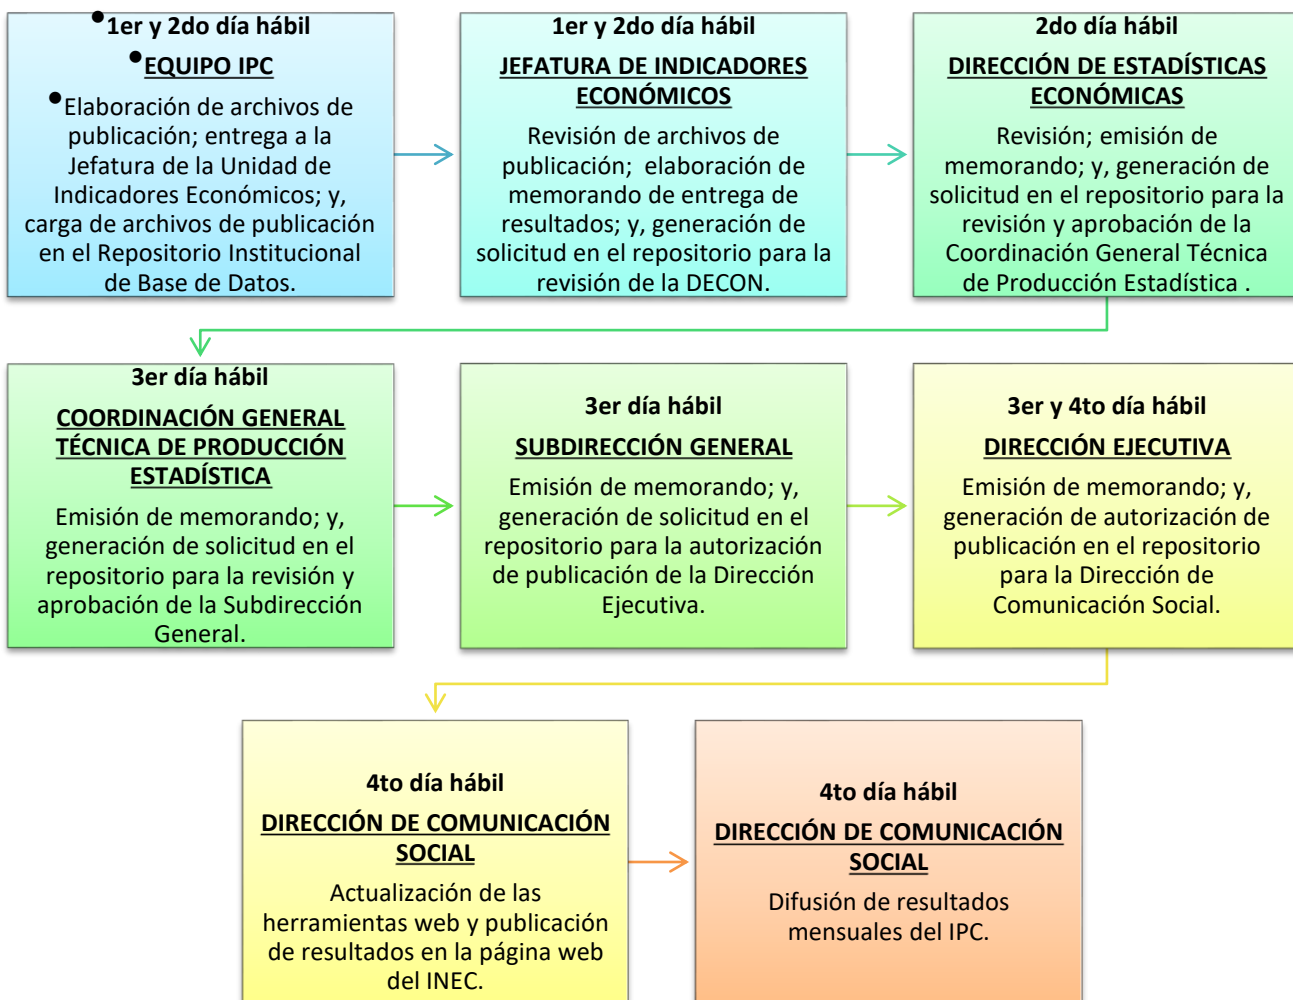 •1er y 2do día hábil
•EQUIPO IPC
•Elaboración de archivos de
publicación; entrega a la
Jefatura de la Unidad de
Indicadores Económicos; y,
carga de archivos de publicación
en el Repositorio Institucional
de Base de Datos.
1er y 2do día hábil
JEFATURA DE INDICADORES
ECONÓMICOS
Revisión de archivos de
publicación; elaboración de
memorando de entrega de
resultados; y, generación de
solicitud en el repositorio para la
revisión de la DECON.
2do día hábil
DIRECCIÓN DE ESTADÍSTICAS
ECONÓMICAS
Revisión; emisión de
memorando; y, generación de
solicitud en el repositorio para la
revisión y aprobación de la
Coordinación General Técnica
de Producción Estadística .
3er día hábil
COORDINACIÓN GENERAL
TÉCNICA DE PRODUCCIÓN
ESTADÍSTICA
Emisión de memorando; y,
generación de solicitud en el
repositorio para la revisión y
aprobación de la Subdirección
General.
3er día hábil
SUBDIRECCIÓN GENERAL
Emisión de memorando; y,
generación de solicitud en el
repositorio para la autorización
de publicación de la Dirección
Ejecutiva.
3er y 4to día hábil
DIRECCIÓN EJECUTIVA
Emisión de memorando; y,
generación de autorización de
publicación en el repositorio
para la Dirección de
Comunicación Social.
4to día hábil
DIRECCIÓN DE COMUNICACIÓN
SOCIAL
Actualización de las
herramientas web y publicación
de resultados en la página web
del INEC.
4to día hábil
DIRECCIÓN DE COMUNICACIÓN
SOCIAL
Difusión de resultados
mensuales del IPC.